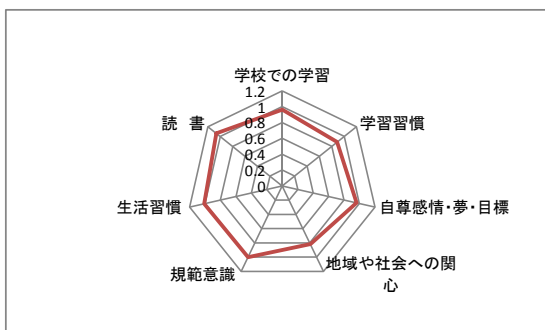 学校での学習
1.2
1
0.8
0.6
0.4
0.2
0
学習習慣
自尊感情・夢・目標
地域や社会への関
心
規範意識
生活習慣
読 書